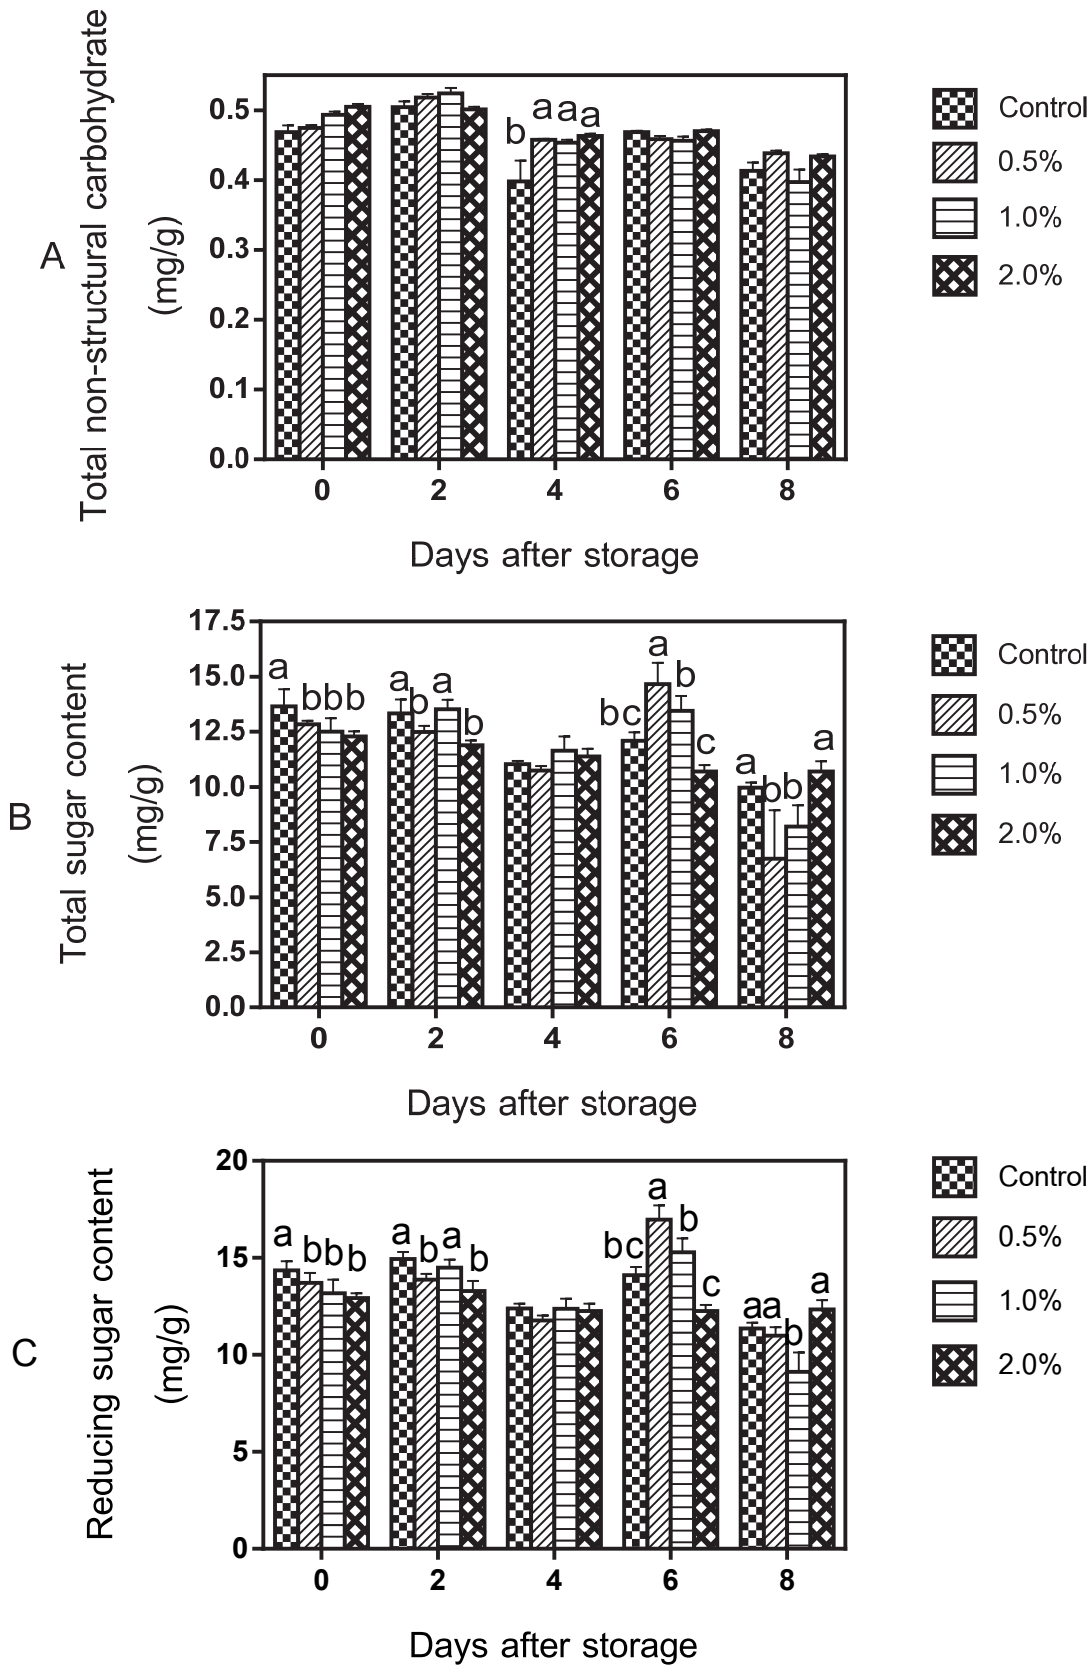 A
Total non-structural carbohydrate
(mg/g)
0.5
0.4
0.3
0.2
0.1
0.0
b a a a
0 2 4 6 8
Days after storage
Control
0.5%
1.0%
2.0%
B
Total sugar content
(mg/g)
17.5
15.0
12.5
10.0
7.5
5.0
2.5
0.0
a b b b a b a b bc a b c a b b a
0 2 4 6 8
Days after storage
Control
0.5%
1.0%
2.0%
C
Reducing sugar content
(mg/g)
20
15
10
5
0
a b b b a b a b bc a b c a a b a
0 2 4 6 8
Days after storage
Control
0.5%
1.0%
2.0%